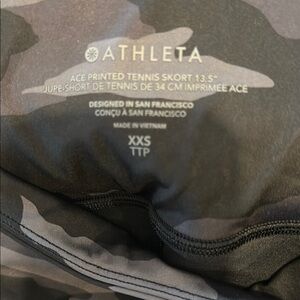 ATHLETA
ACE PRINTED TENNIS SKORT 13.5"
JUPE-SHORT DE TENNIS DE 34 CM IMPRIMÉE ACE
DESIGNED IN SAN FRANCISCO
CONÇU À SAN FRANCISCO
MADE IN VIETNAM
XXS
TTP